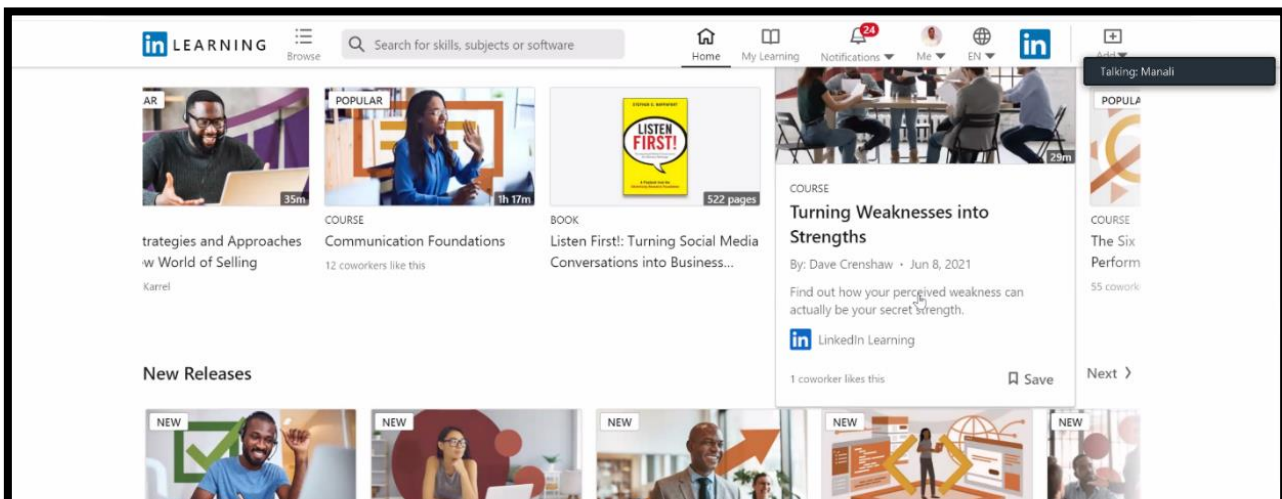 in LEARNING
Browse
Search for skills, subjects or software
Home
My Learning
24
Notifications
Me
EN
in
Add
Talking: Manali
AR
35m
trategies and Approaches
w World of Selling
Karrel
POPULAR
1h 17m
COURSE
Communication Foundations
12 coworkers like this
LISTEN
FIRST!
522 pages
BOOK
Listen First!: Turning Social Media
Conversations into Business...
29m
COURSE
Turning Weaknesses into
Strengths
By: Dave Crenshaw • Jun 8, 2021
Find out how your perceived weakness can
actually be your secret strength.
in LinkedIn Learning
1 coworker likes this
Save
POPULA
COURSE
The Six
Perform
55 cowork
New Releases
Next
NEW
NEW
NEW
NEW
NEW